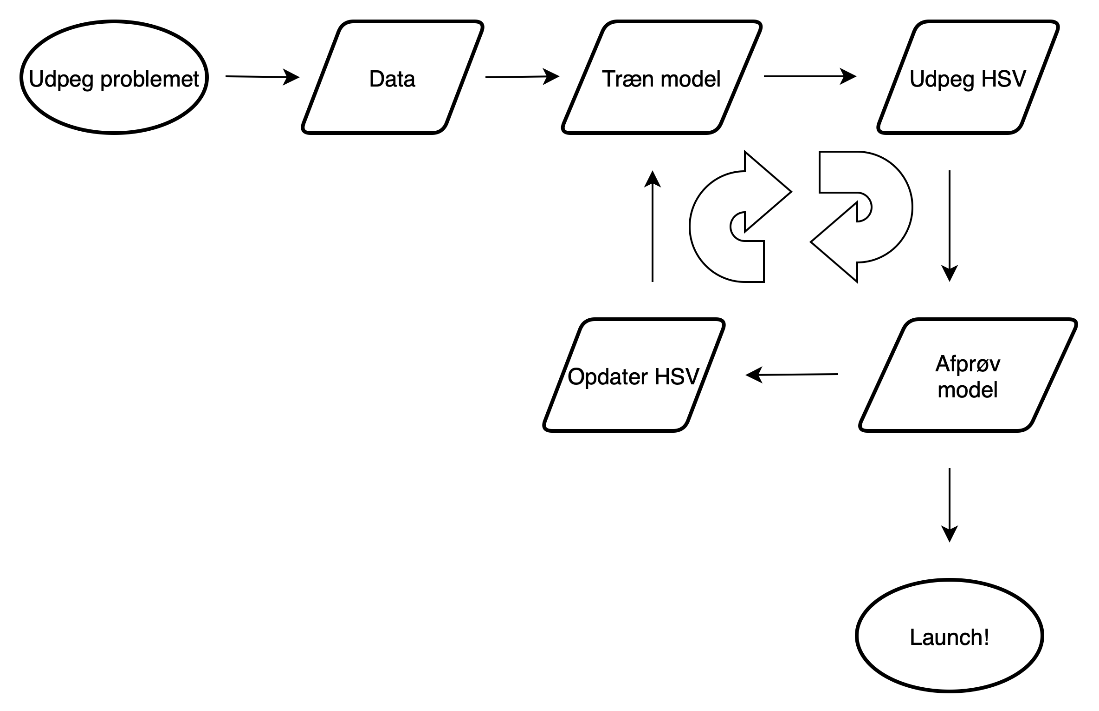 Udpeg problemet
Data
Træn model
Udpeg HSV
Opdater HSV
Afprøv
model
Launch!